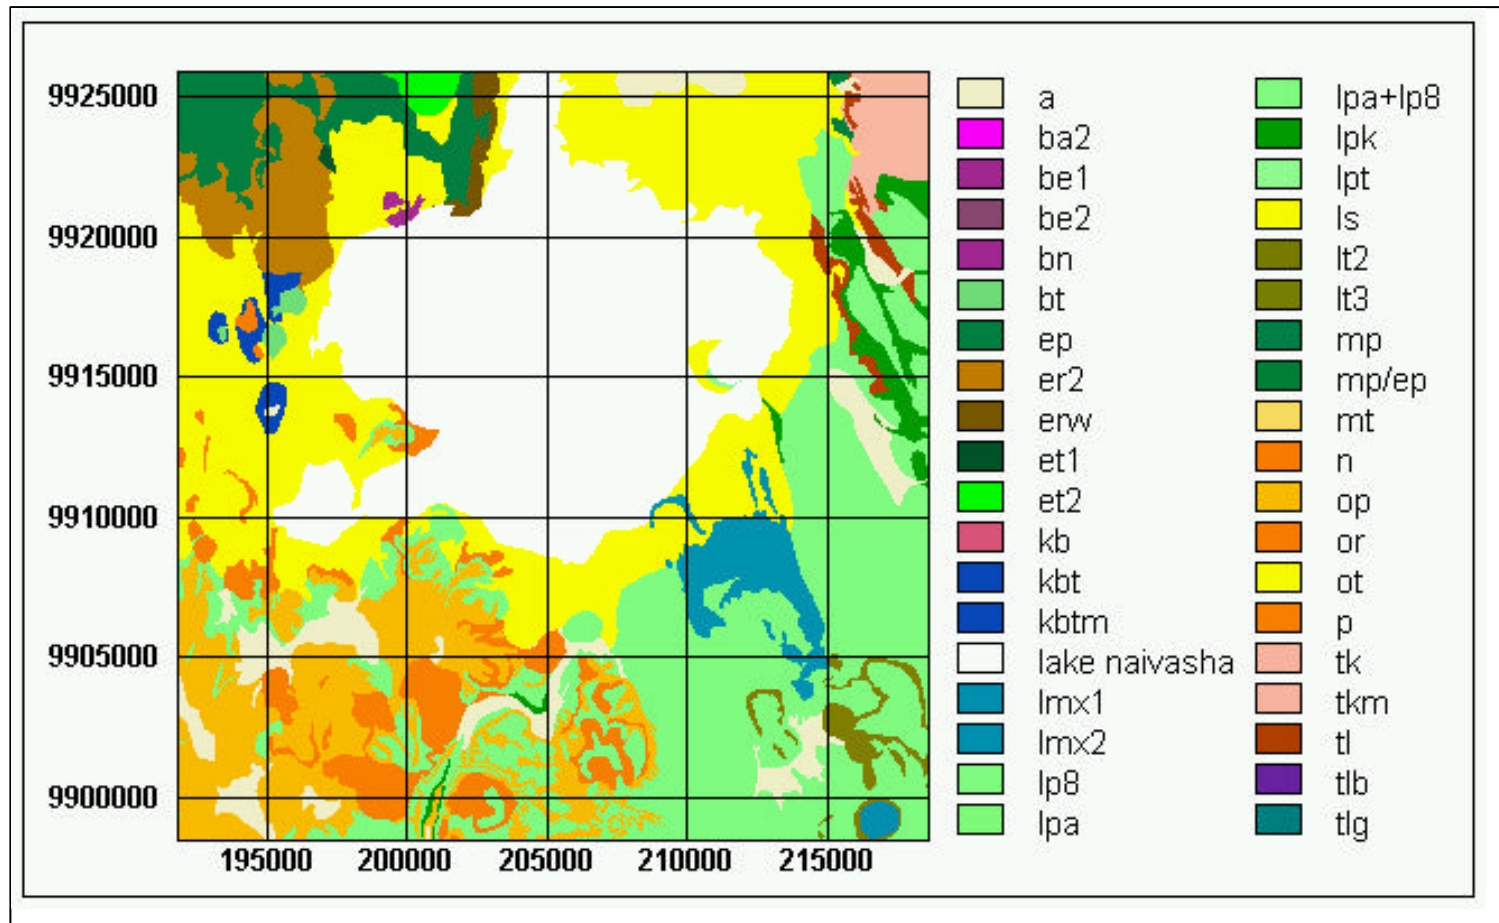 9925000
9920000
9915000
9910000
9905000
9900000
195000 200000 205000 210000 215000
a
ba2
be1
be2
bn
bt
ep
er2
erw
et1
et2
kb
kbt
kbtm
lake naivasha
lmx1
lmx2
lp8
lpa
lpa+lp8
lpk
lpt
ls
lt2
lt3
mp
mp/ep
mt
n
op
or
ot
p
tk
tkm
tl
tlb
tlg